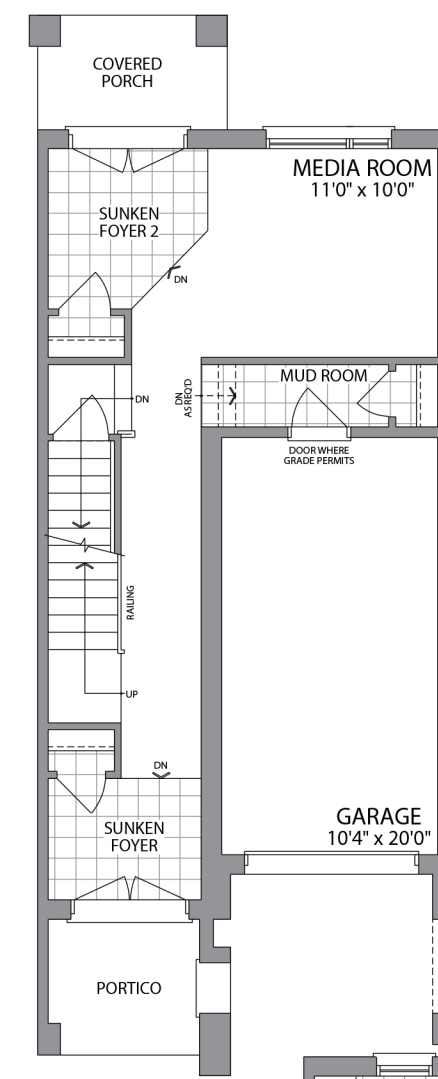 COVERED
PORCH
MEDIA ROOM
11'0" x 10'0"
SUNKEN
FOYER 2
DN
MUD ROOM
DN
DN
AS REQ'D
DOOR WHERE
GRADE PERMITS
RAILING
UP
DN
GARAGE
10'4" x 20'0"
SUNKEN
FOYER
PORTICO